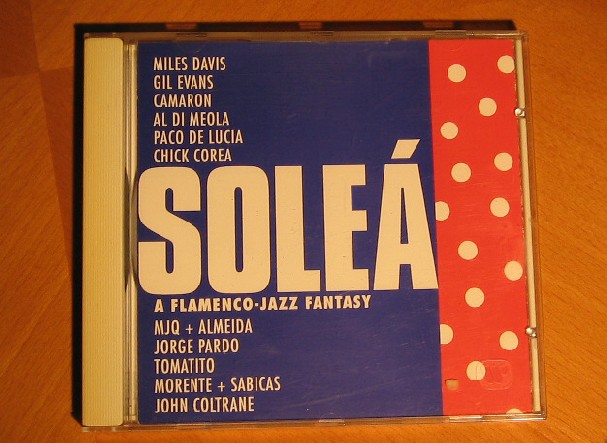 MILES DAVIS
GIL EVANS
CAMARON
AL DI MEOLA
PACO DE LUCIA
CHICK COREA
SOLEÁ
A FLAMENCO-JAZZ FANTASY
MJQ + ALMEIDA
JORGE PARDO
TOMATITO
MORENTE + SABICAS
JOHN COLTRANE